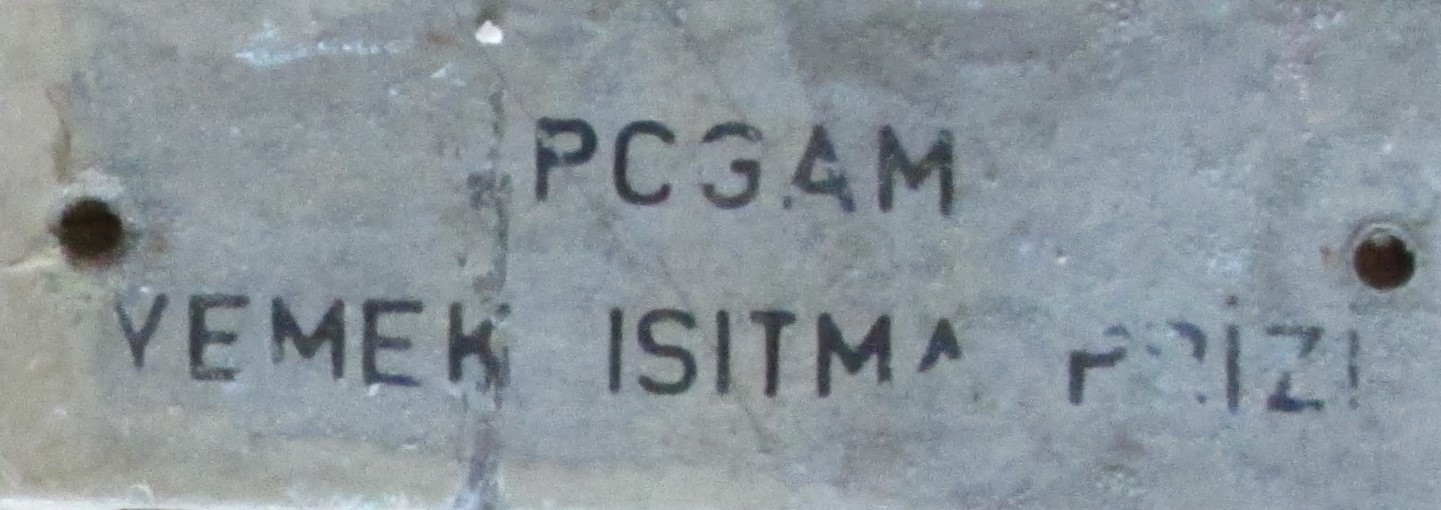 PCGAM
YEMEK ISITMA PRİZİ